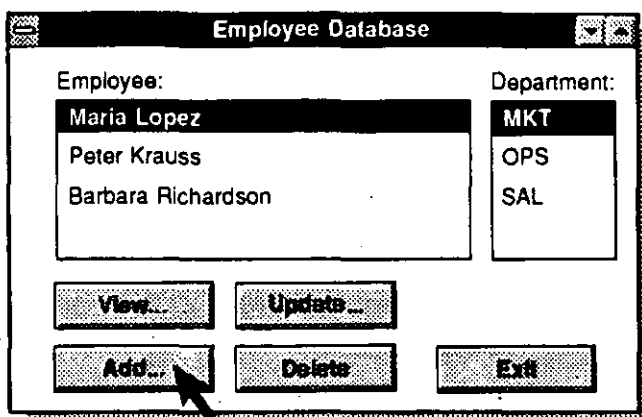 Employee Database
Employee: Department:
Maria Lopez MKT
Peter Krauss OPS
Barbara Richardson SAL
View... Update...
Add... Delete Exit